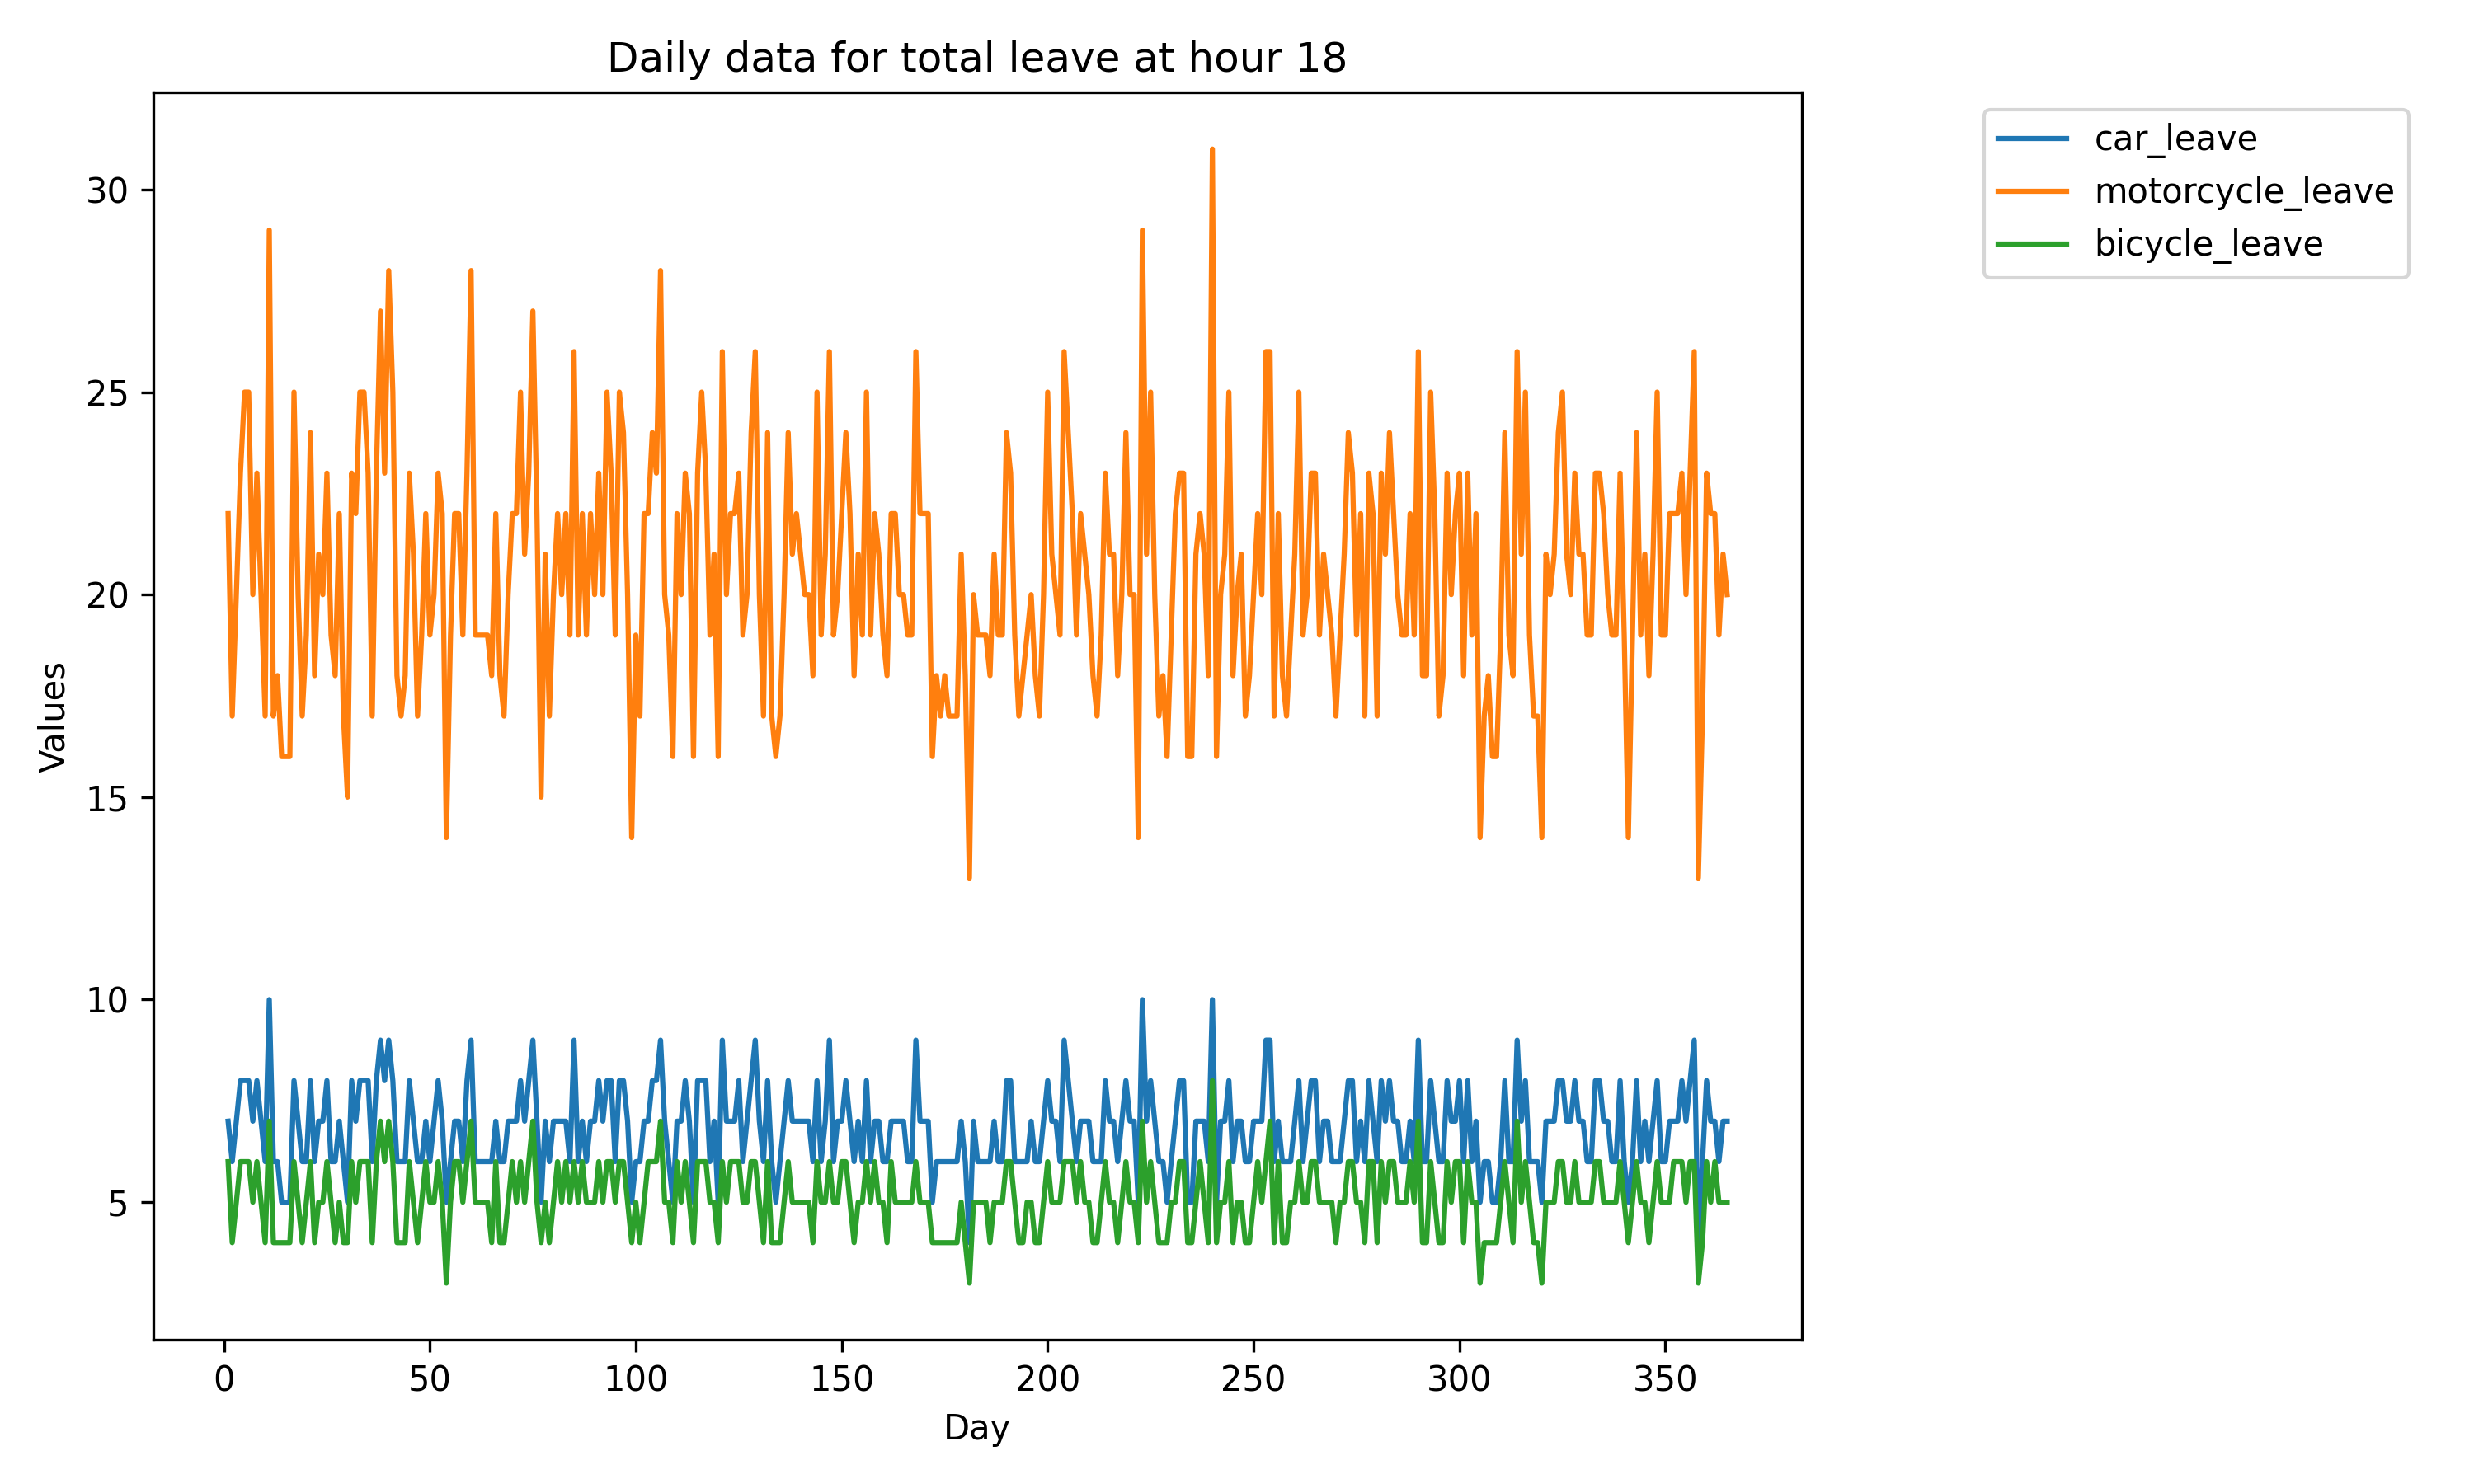 Daily data for total leave at hour 18
car_leave
motorcycle_leave
bicycle_leave
30
25
20
15
10
5
Values
0 50 100 150 200 250 300 350
Day